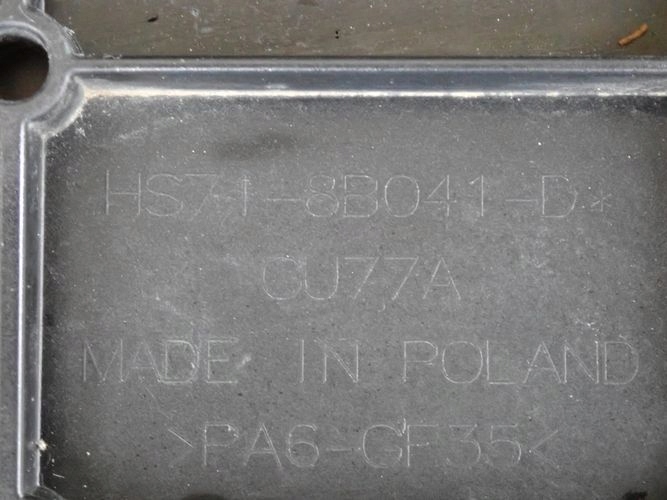 HS71-8B041-D*
CU77A
MADE IN POLAND
>PA6-GF35<